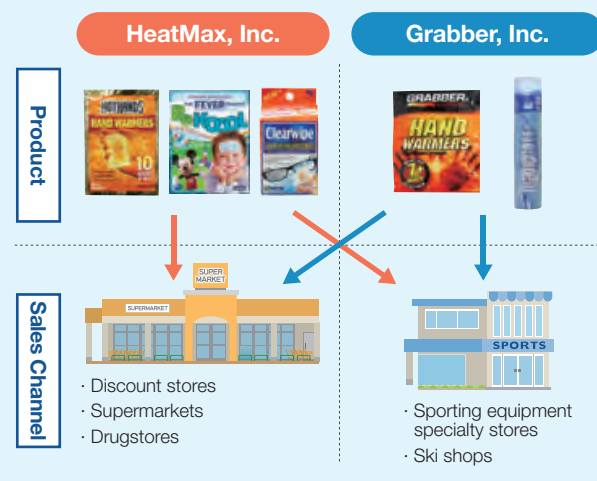 HeatMax, Inc.
Grabber, Inc.
Product
HOTHANDS
HAND WARMERS
10
FEVER
Be KOOOL
Clearwipe
GRABBER
HAND
WARMERS
SUPER
MARKET
SUPERMARKET
SPORTS
Sales Channel
· Discount stores
· Supermarkets
· Drugstores
· Sporting equipment
specialty stores
· Ski shops